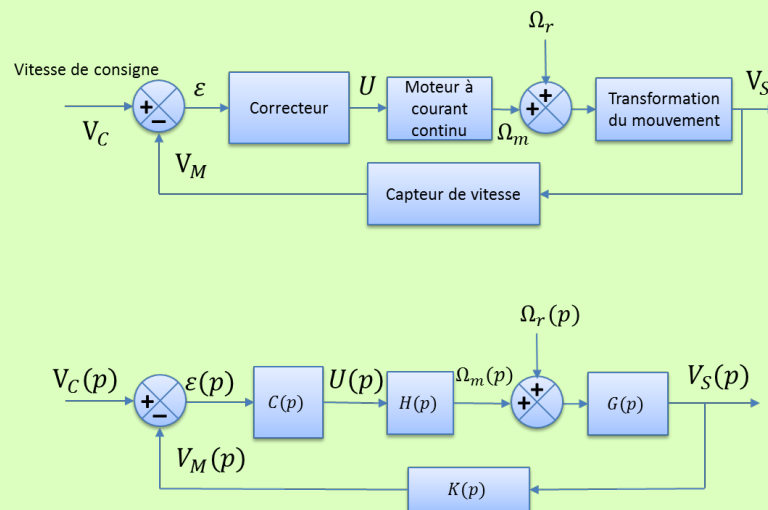 Ω_r
Vitesse de consigne
V_C
+
−
ε
Correcteur
U
Moteur à
courant
continu
Ω_m
+
+
Transformation
du mouvement
V_S
V_M
Capteur de vitesse
Ω_r(p)
V_C(p)
+
−
ε(p)
C(p)
U(p)
H(p)
Ω_m(p)
+
+
G(p)
V_S(p)
V_M(p)
K(p)